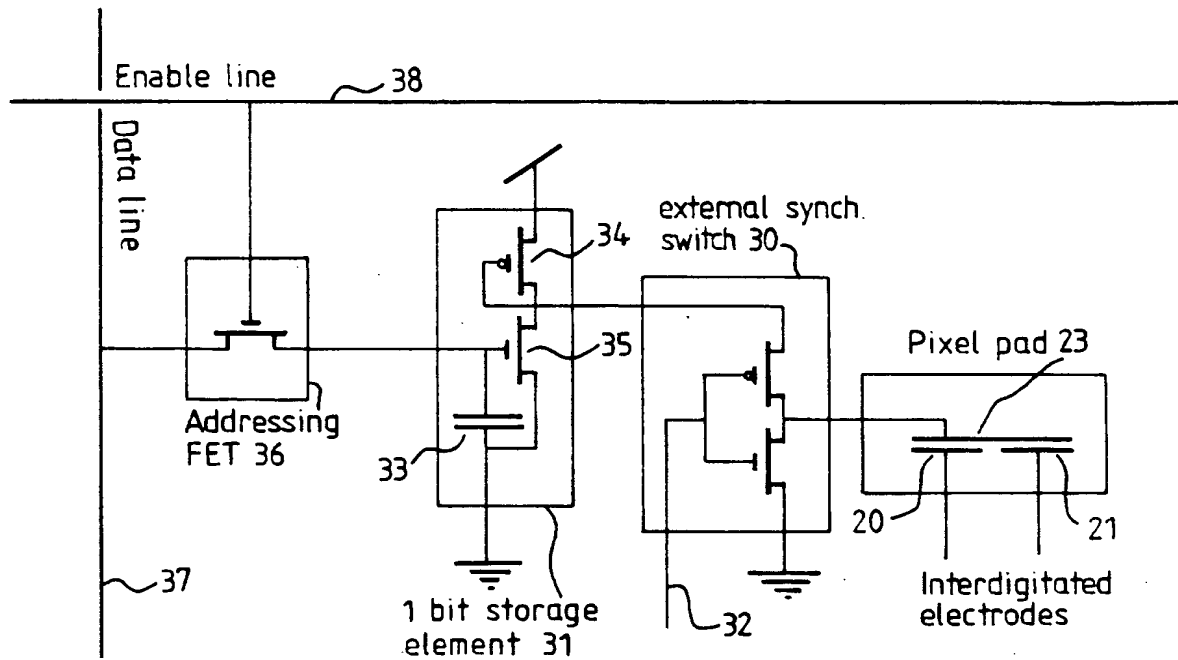 Enable line
38
Data line
34
external synch.
switch 30
35
Pixel pad 23
Addressing
FET 36
33
20
21
37
1 bit storage
element 31
32
Interdigitated
electrodes